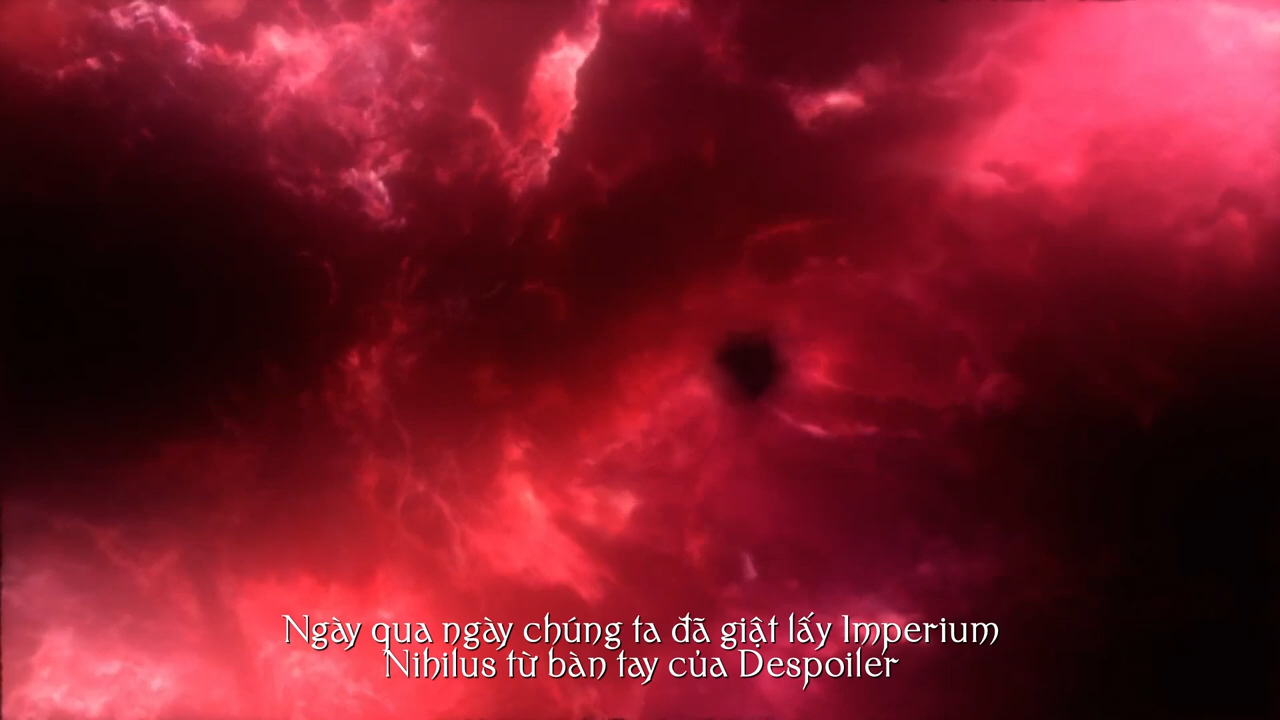 Ngày qua ngày chúng ta đã giật lấy Imperium
Nihilus từ bàn tay của Despoiler